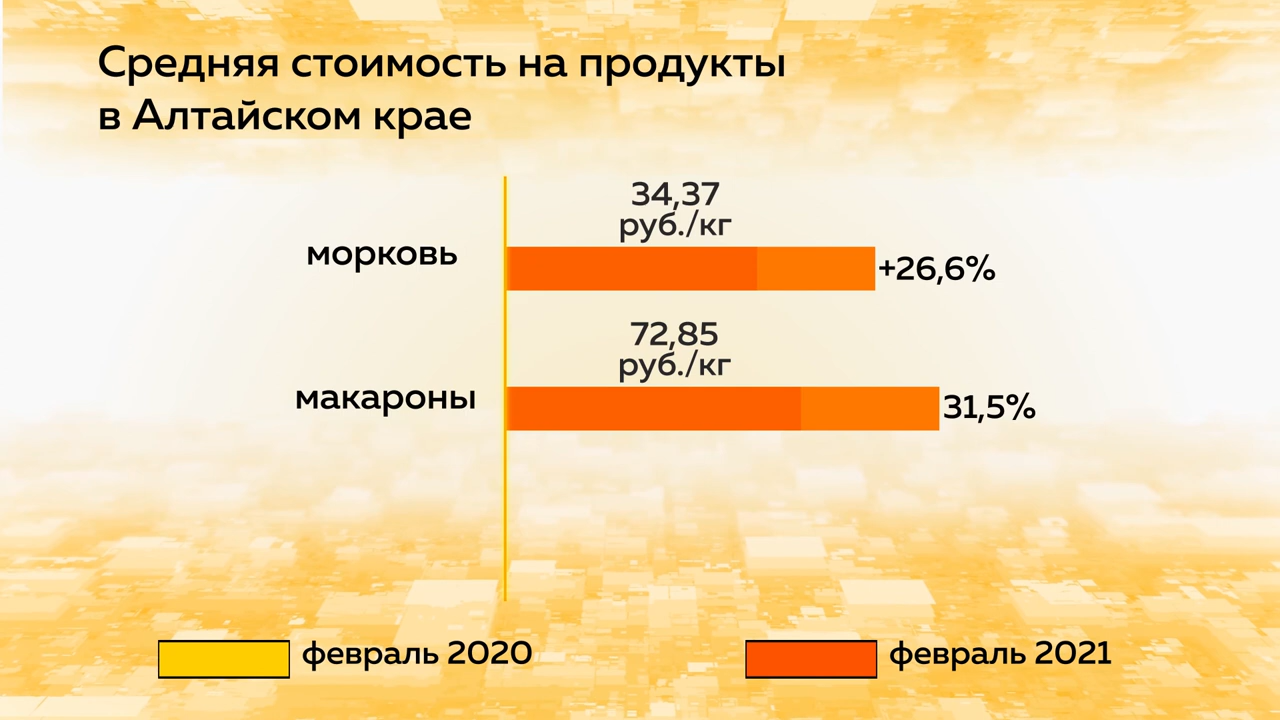 Средняя стоимость на продукты
в Алтайском крае
34,37
руб./кг
морковь
+26,6%
72,85
руб./кг
макароны
31,5%
февраль 2020
февраль 2021